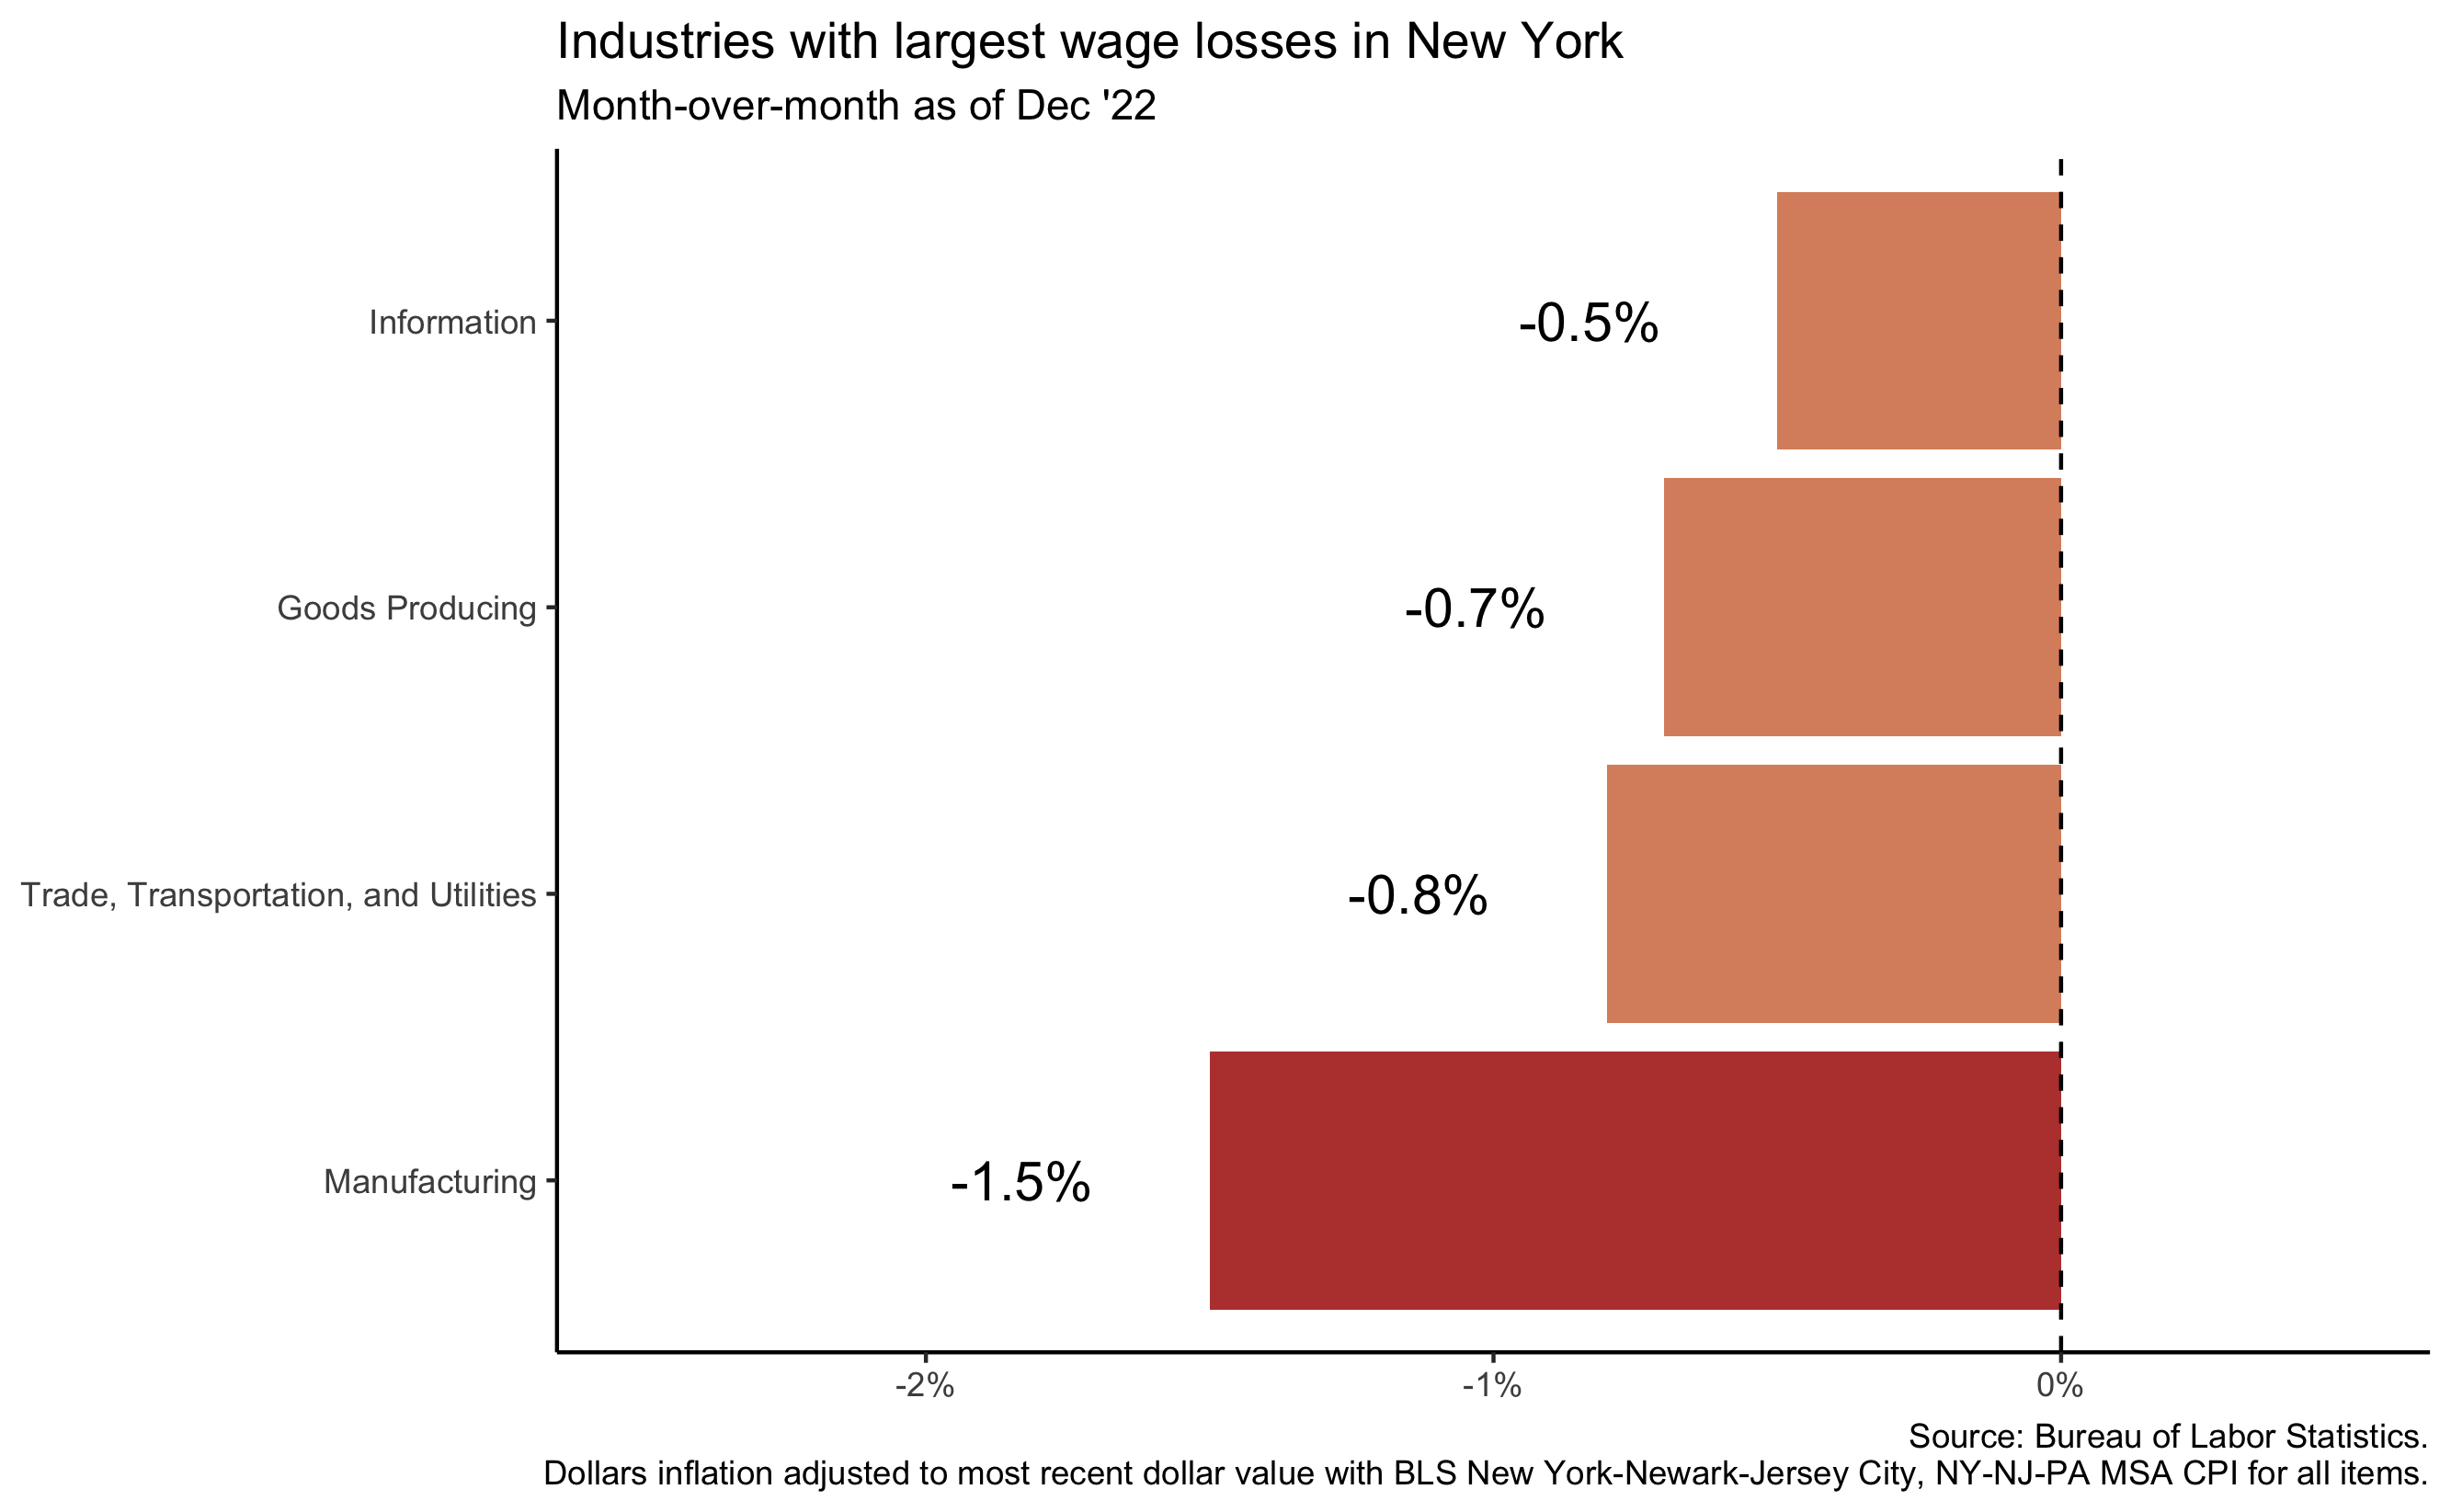 Industries with largest wage losses in New York
Month-over-month as of Dec '22
Information
-0.5%
Goods Producing
-0.7%
Trade, Transportation, and Utilities
-0.8%
Manufacturing
-1.5%
-2%
-1%
0%
Source: Bureau of Labor Statistics.
Dollars inflation adjusted to most recent dollar value with BLS New York-Newark-Jersey City, NY-NJ-PA MSA CPI for all items.